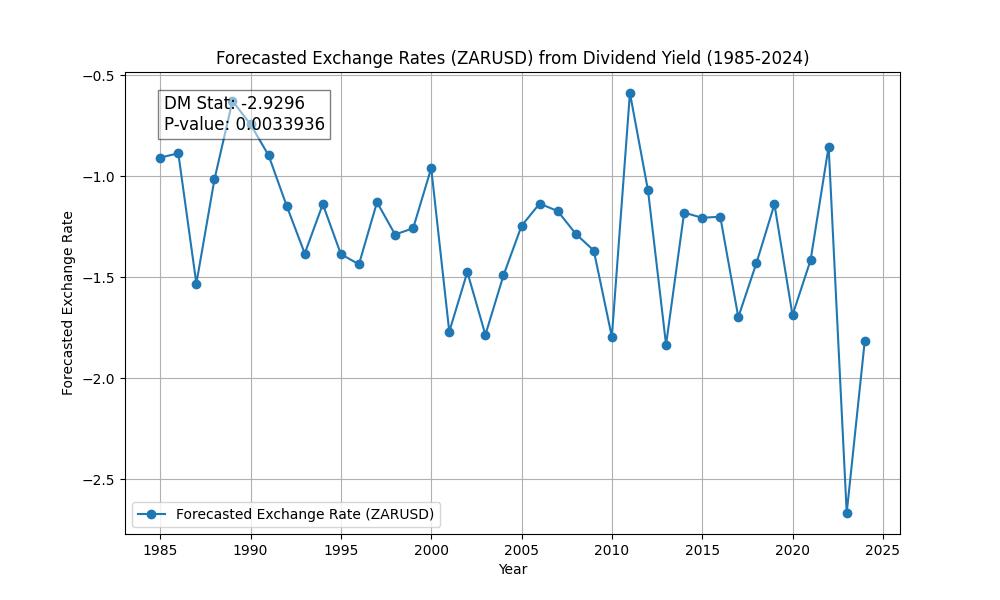 Forecasted Exchange Rates (ZARUSD) from Dividend Yield (1985-2024)
DM Stat: -2.9296
P-value: 0.0033936
Forecasted Exchange Rate
−0.5
−1.0
−1.5
−2.0
−2.5
Forecasted Exchange Rate (ZARUSD)
1985 1990 1995 2000 2005 2010 2015 2020 2025
Year